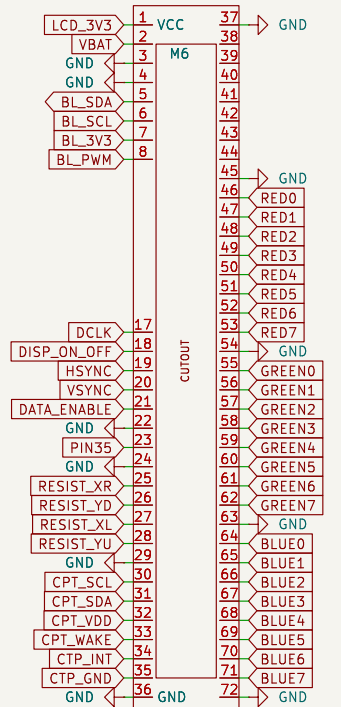 LCD_3V3 1 VCC 37 GND
VBAT 2 38
GND 3 M6 39
GND 4 40
BL_SDA 5 41
BL_SCL 6 42
BL_3V3 7 43
BL_PWM 8 44
45 GND
46 RED0
47 RED1
48 RED2
49 RED3
50 RED4
51 RED5
52 RED6
DCLK 17 53 RED7
DISP_ON_OFF 18 54 GND
HSYNC 19 CUTOUT 55 GREEN0
VSYNC 20 56 GREEN1
DATA_ENABLE 21 57 GREEN2
GND 22 58 GREEN3
PIN35 23 59 GREEN4
GND 24 60 GREEN5
RESIST_XR 25 61 GREEN6
RESIST_YD 26 62 GREEN7
RESIST_XL 27 63 GND
RESIST_YU 28 64 BLUE0
GND 29 65 BLUE1
CPT_SCL 30 66 BLUE2
CPT_SDA 31 67 BLUE3
CPT_VDD 32 68 BLUE4
CPT_WAKE 33 69 BLUE5
CTP_INT 34 70 BLUE6
CTP_GND 35 71 BLUE7
GND 36 GND 72 GND